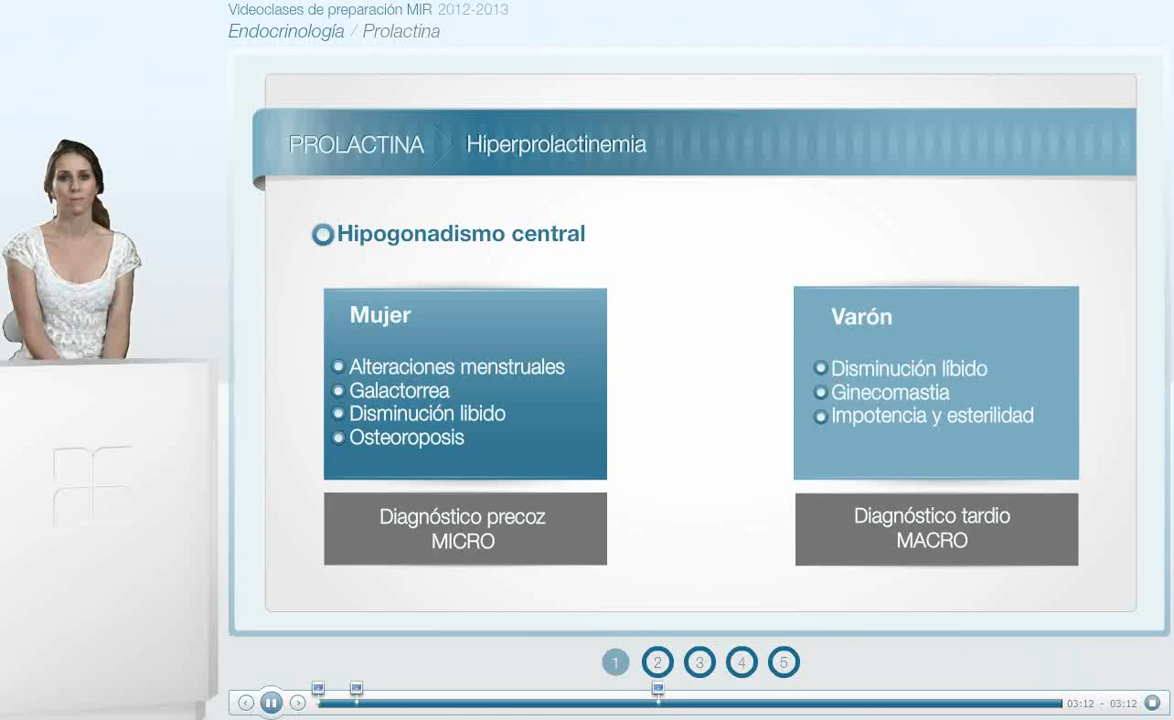 Videoclases de preparación MIR 2012-2013
Endocrinología / Prolactina
PROLACTINA
Hiperprolactinemia
Hipogonadismo central
Mujer
Alteraciones menstruales
Galactorrea
Disminución libido
Osteoroposis
Diagnóstico precoz
MICRO
Varón
Disminución líbido
Ginecomastia
Impotencia y esterilidad
Diagnóstico tardio
MACRO
1 2 3 4 5
03:12 - 03:12